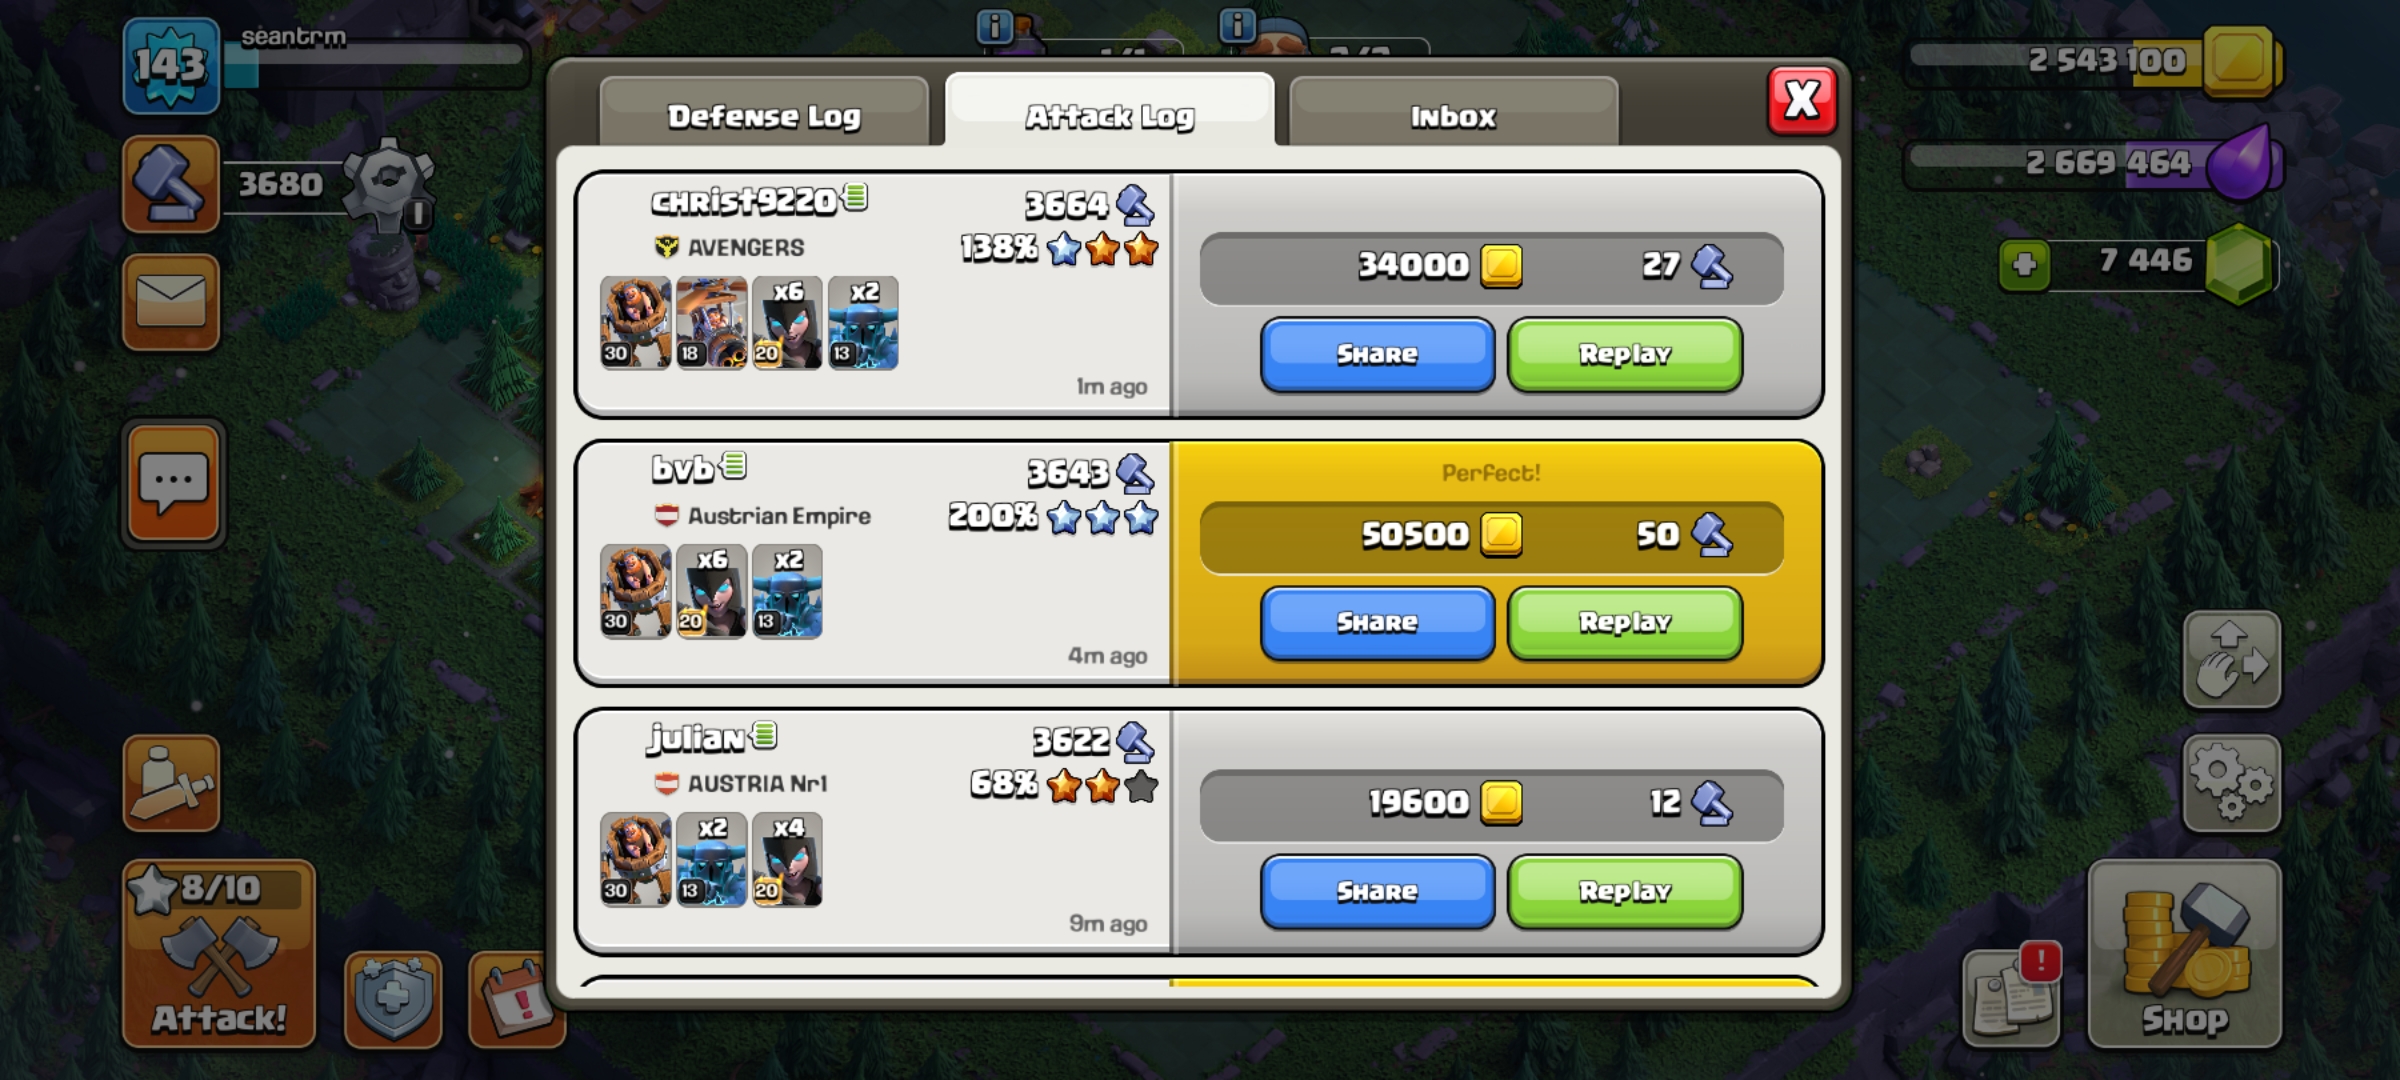 143
seantrm
2 543 100
Defense Log
Attack Log
Inbox
X
3680
2 669 464
7 446
CHRiST9220
3664
AVENGERS
138%
34000
27
30
18
x6
20
x2
13
Share
Replay
1m ago
bvb
3643
Austrian Empire
200%
Perfect!
50500
50
30
x6
20
x2
13
Share
Replay
4m ago
julian
3622
AUSTRIA Nr1
68%
19600
12
30
x2
13
x4
20
Share
Replay
9m ago
8/10
Attack!
Shop